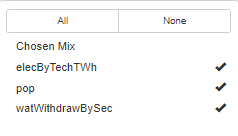 All None
Chosen Mix
elecByTechTWh
pop
watWithdrawBySec